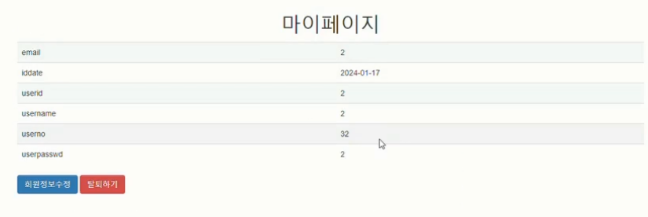 마이페이지
email 2
iddate 2024-01-17
userid 2
username 2
userno 32
userpasswd 2
회원정보수정 탈퇴하기